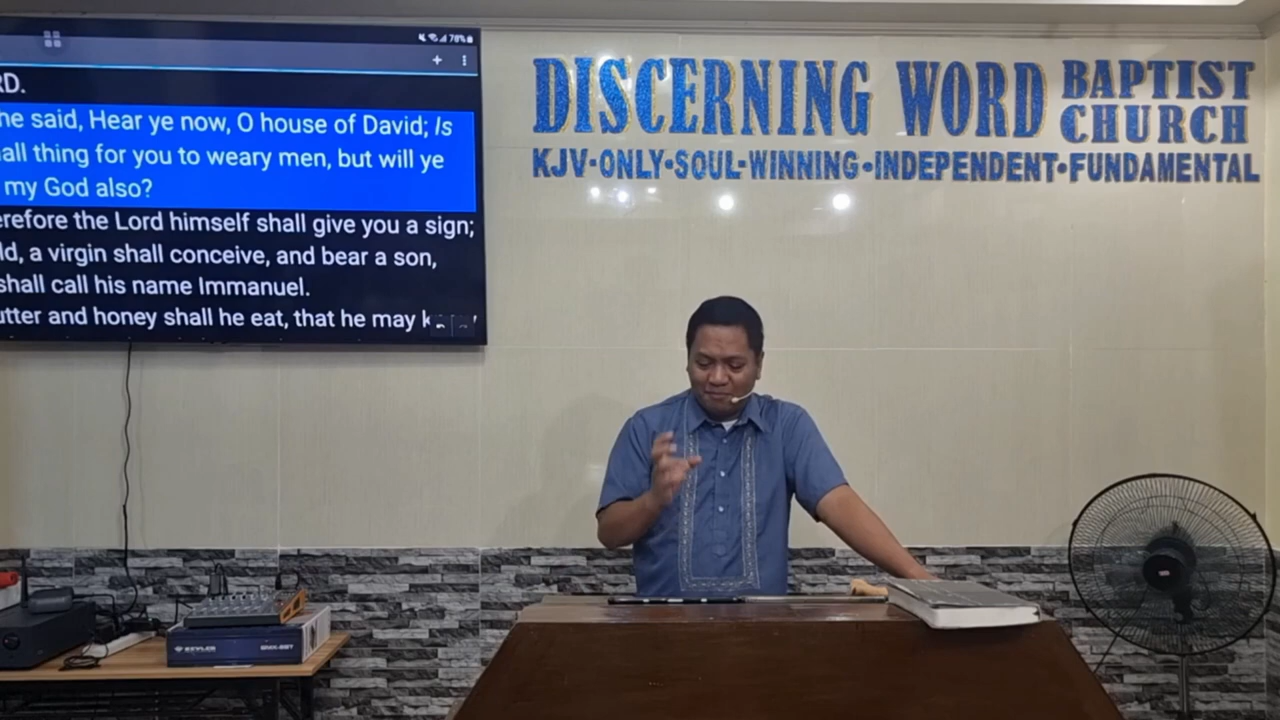 78%
RD.
he said, Hear ye now, O house of David; Is
all thing for you to weary men, but will ye
my God also?
erefore the Lord himself shall give you a sign;
ld, a virgin shall conceive, and bear a son,
shall call his name Immanuel.
utter and honey shall he eat, that he may
DISCERNING WORD BAPTIST CHURCH
KJV•ONLY•SOUL-WINNING•INDEPENDENT•FUNDAMENTAL